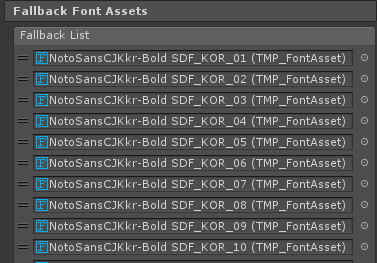 Fallback Font Assets
Fallback List
NotoSansCJKkr-Bold SDF_KOR_01 (TMP_FontAsset)
NotoSansCJKkr-Bold SDF_KOR_02 (TMP_FontAsset)
NotoSansCJKkr-Bold SDF_KOR_03 (TMP_FontAsset)
NotoSansCJKkr-Bold SDF_KOR_04 (TMP_FontAsset)
NotoSansCJKkr-Bold SDF_KOR_05 (TMP_FontAsset)
NotoSansCJKkr-Bold SDF_KOR_06 (TMP_FontAsset)
NotoSansCJKkr-Bold SDF_KOR_07 (TMP_FontAsset)
NotoSansCJKkr-Bold SDF_KOR_08 (TMP_FontAsset)
NotoSansCJKkr-Bold SDF_KOR_09 (TMP_FontAsset)
NotoSansCJKkr-Bold SDF_KOR_10 (TMP_FontAsset)